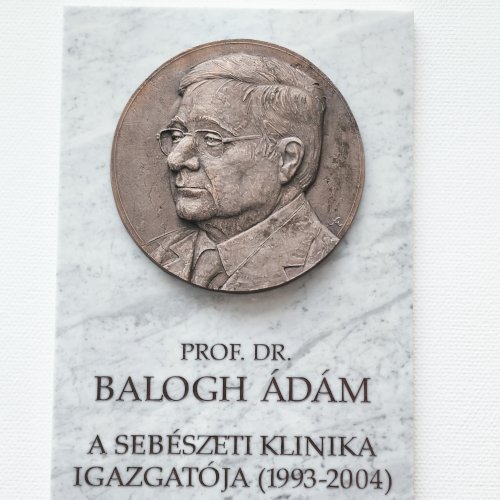 PROF. DR.
BALOGH ÁDÁM
A SEBÉSZETI KLINIKA
IGAZGATÓJA (1993-2004)